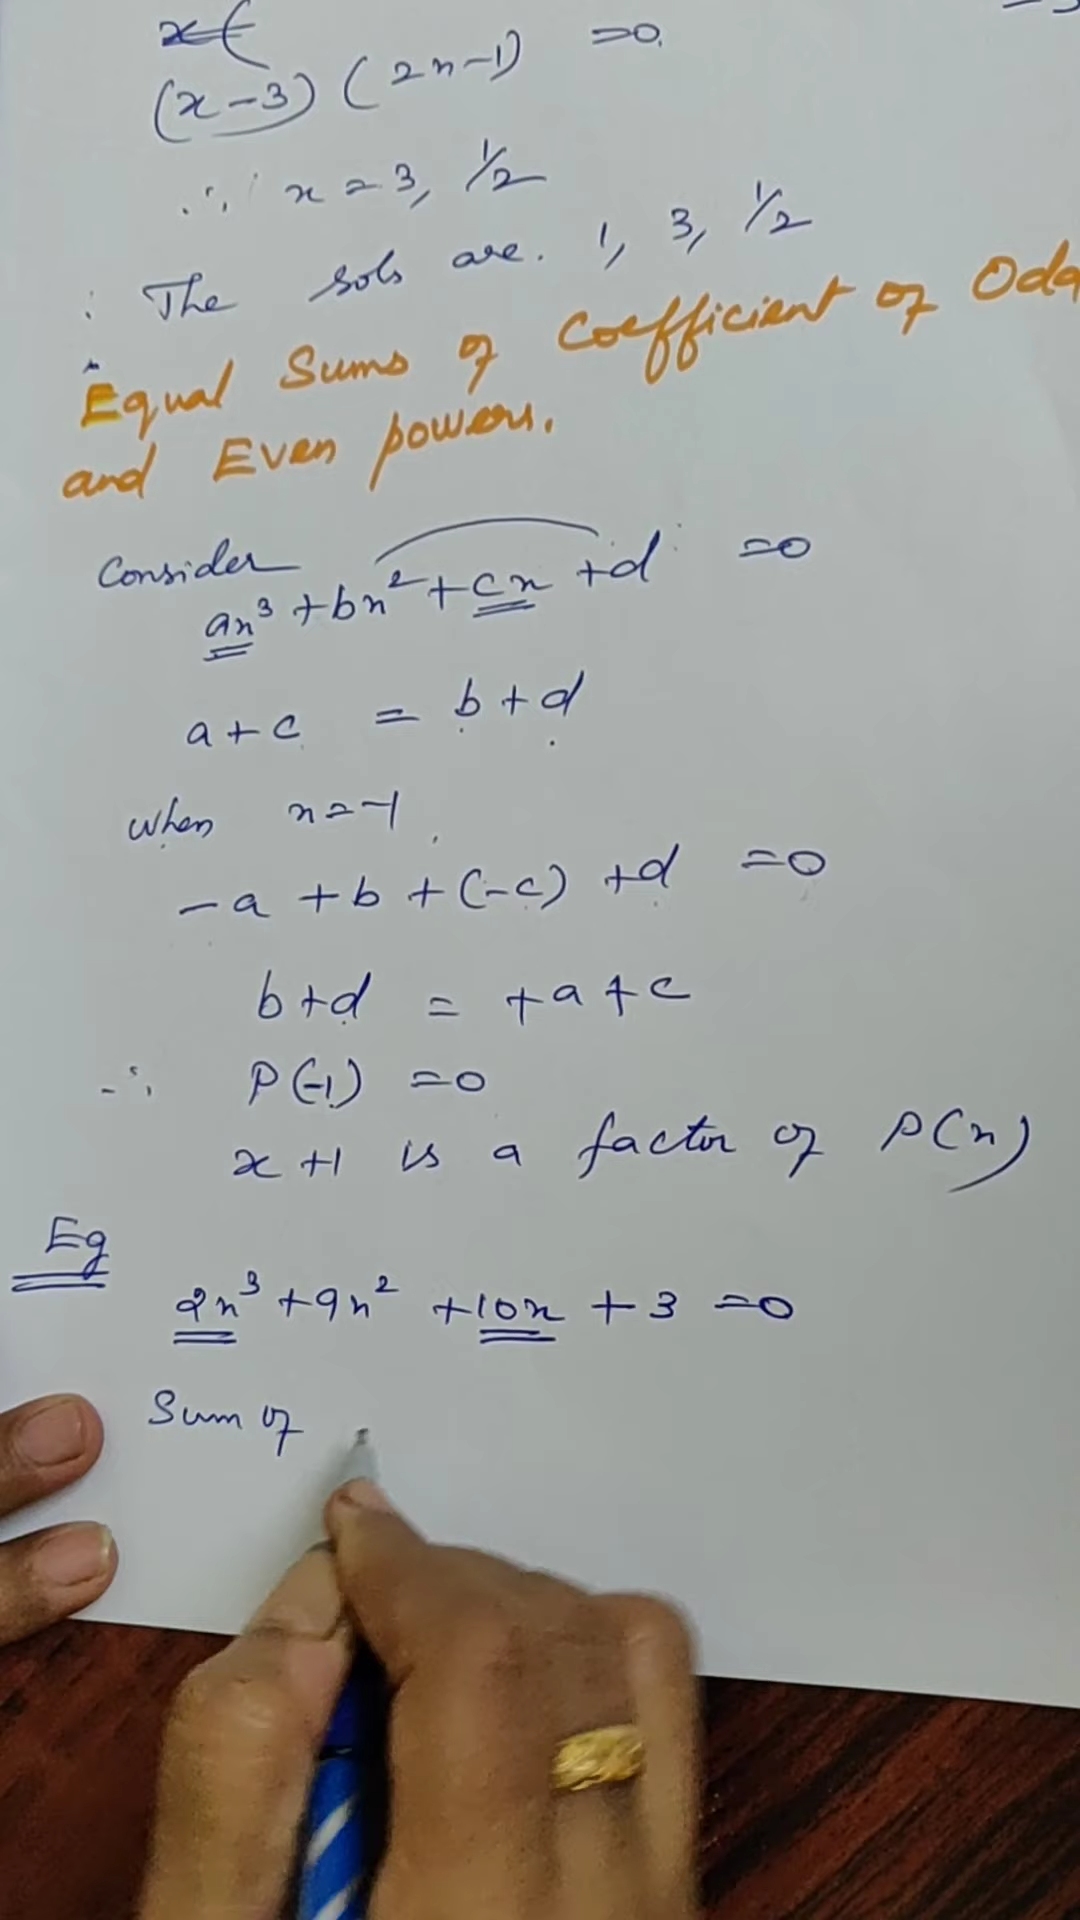 (x-3) (2x-1) =0.
∴ x = 3, 1/2
∴ The sols are. 1, 3, 1/2
Equal Sums of Coefficient of Odd
and Even powers.
Consider
ax³ +bx² +cx +d =0
a+c = b+d
When x=-1
-a +b +(-c) +d =0
b+d = +a+c
∴ P(-1) =0
x+1 is a factor of P(x)
Eg
2x³ +9x² +10x +3 =0
Sum of